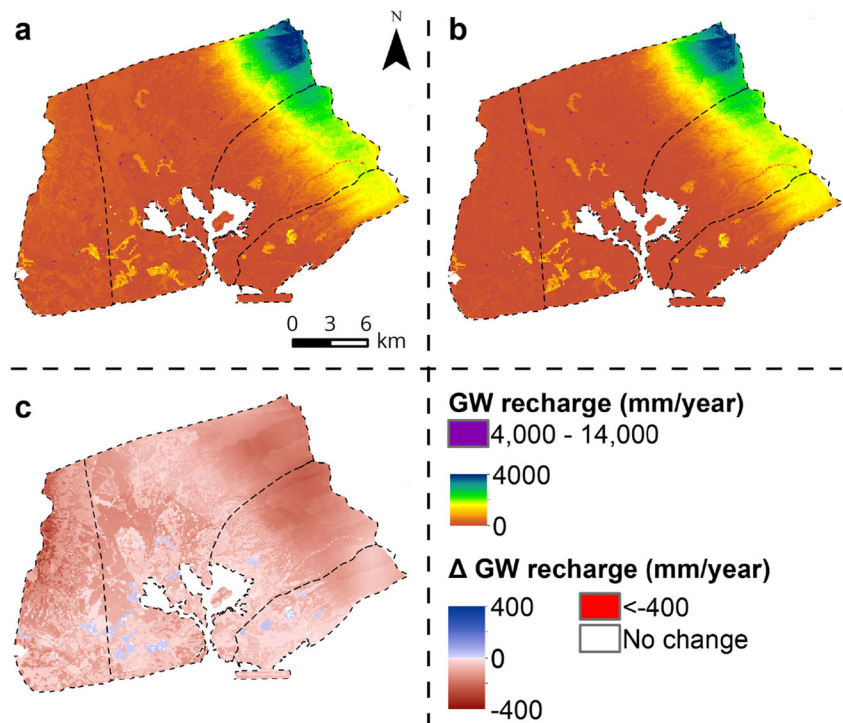 a
N
b
0 3 6
km
c
GW recharge (mm/year)
4,000 - 14,000
4000
0
Δ GW recharge (mm/year)
400
0
-400
<-400
No change